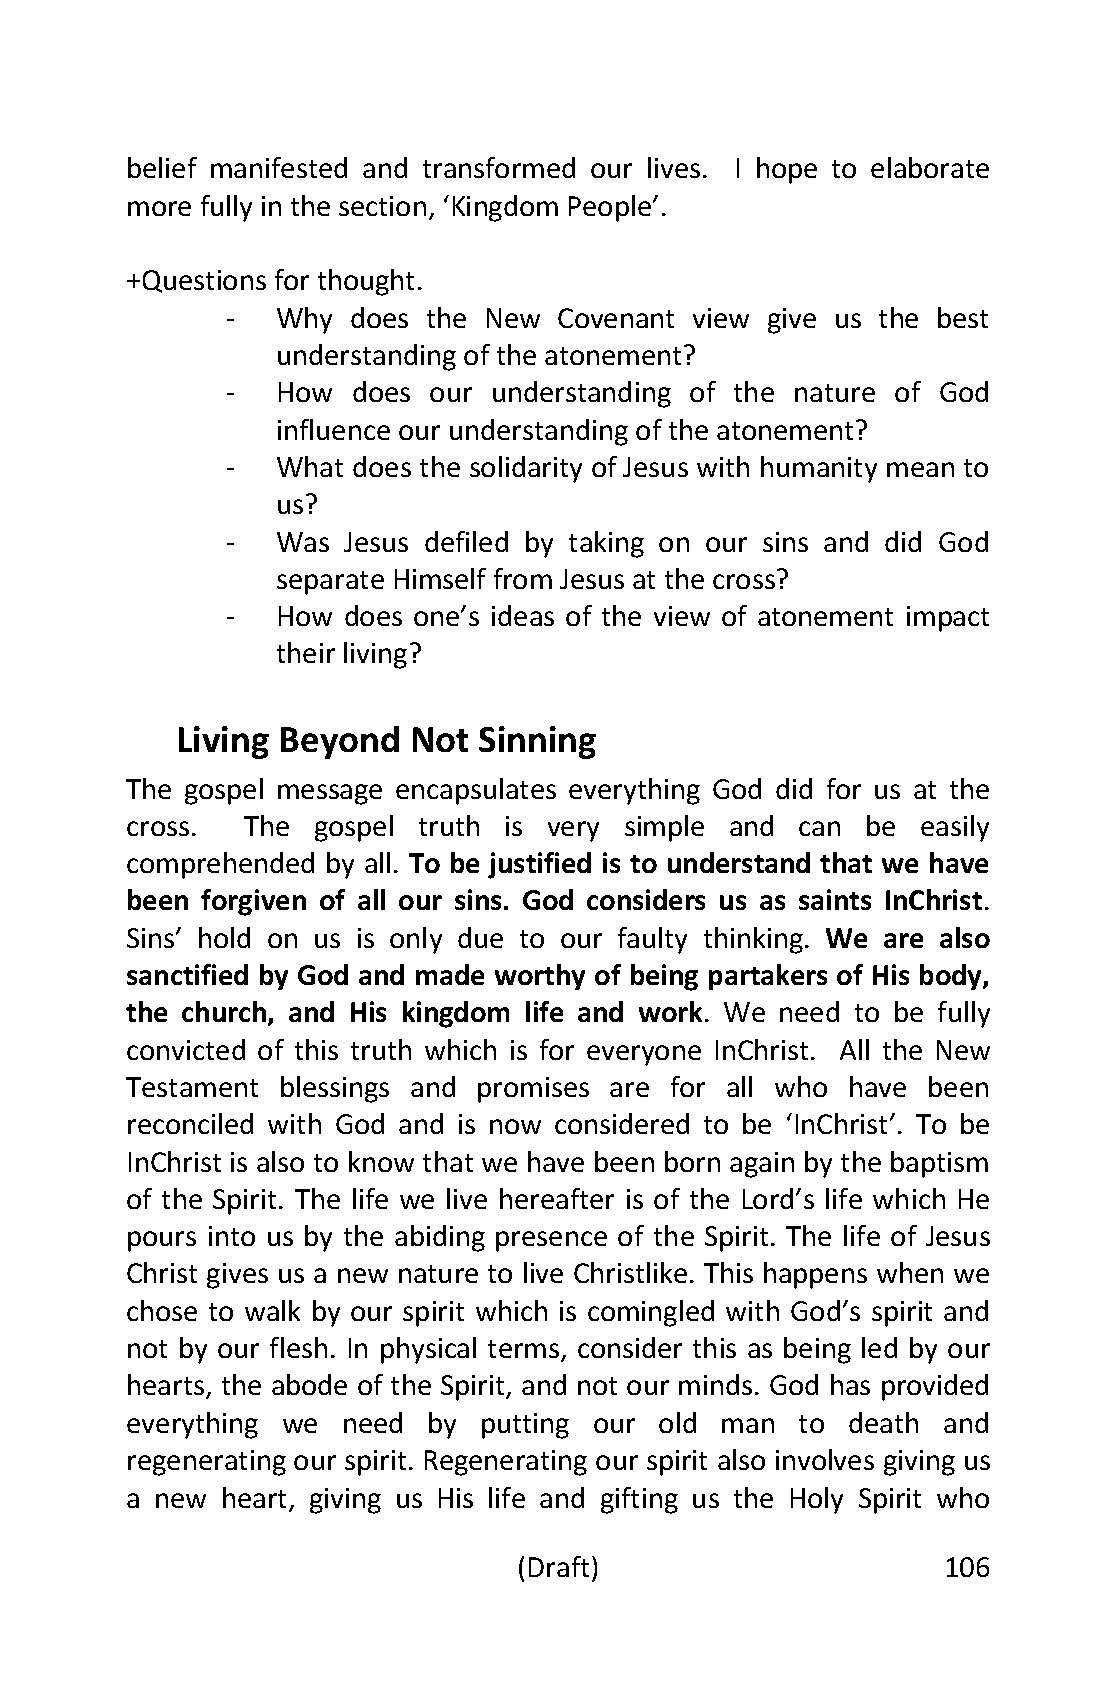 belief manifested and transformed our lives.  I hope to elaborate
more fully in the section, ‘Kingdom People’.
+Questions for thought.
- Why does the New Covenant view give us the best
understanding of the atonement?
- How does our understanding of the nature of God
influence our understanding of the atonement?
- What does the solidarity of Jesus with humanity mean to
us?
- Was Jesus defiled by taking on our sins and did God
separate Himself from Jesus at the cross?
- How does one’s ideas of the view of atonement impact
their living?
Living Beyond Not Sinning
The gospel message encapsulates everything God did for us at the
cross.  The gospel truth is very simple and can be easily
comprehended by all. To be justified is to understand that we have
been forgiven of all our sins. God considers us as saints InChrist.
Sins’ hold on us is only due to our faulty thinking. We are also
sanctified by God and made worthy of being partakers of His body,
the church, and His kingdom life and work. We need to be fully
convicted of this truth which is for everyone InChrist.  All the New
Testament blessings and promises are for all who have been
reconciled with God and is now considered to be ‘InChrist’. To be
InChrist is also to know that we have been born again by the baptism
of the Spirit. The life we live hereafter is of the Lord’s life which He
pours into us by the abiding presence of the Spirit. The life of Jesus
Christ gives us a new nature to live Christlike. This happens when we
chose to walk by our spirit which is comingled with God’s spirit and
not by our flesh. In physical terms, consider this as being led by our
hearts, the abode of the Spirit, and not our minds. God has provided
everything we need by putting our old man to death and
regenerating our spirit. Regenerating our spirit also involves giving us
a new heart, giving us His life and gifting us the Holy Spirit who
(Draft) 106